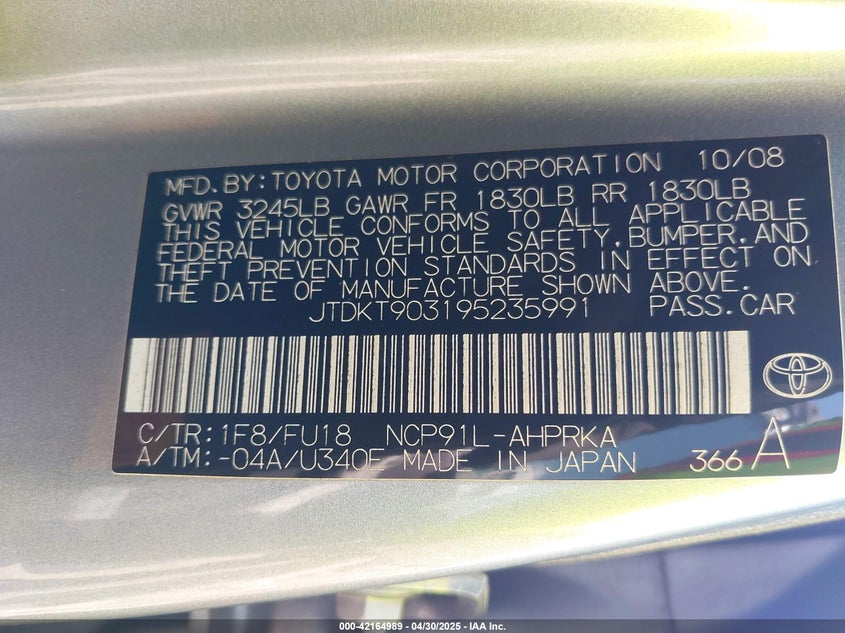 MFD. BY: TOYOTA MOTOR CORPORATION 10/08
GVWR 3245LB GAWR FR 1830LB RR 1830LB
THIS VEHICLE CONFORMS TO ALL APPLICABLE
FEDERAL MOTOR VEHICLE SAFETY, BUMPER, AND
THEFT PREVENTION STANDARDS IN EFFECT ON
THE DATE OF MANUFACTURE SHOWN ABOVE.
JTDKT903195235991 PASS. CAR
C/TR: 1F8/FU18 NCP91L-AHPRKA
A/TM: -04A/U340E MADE IN JAPAN 366 A
000-42164989 - 04/30/2025 - IAA Inc.